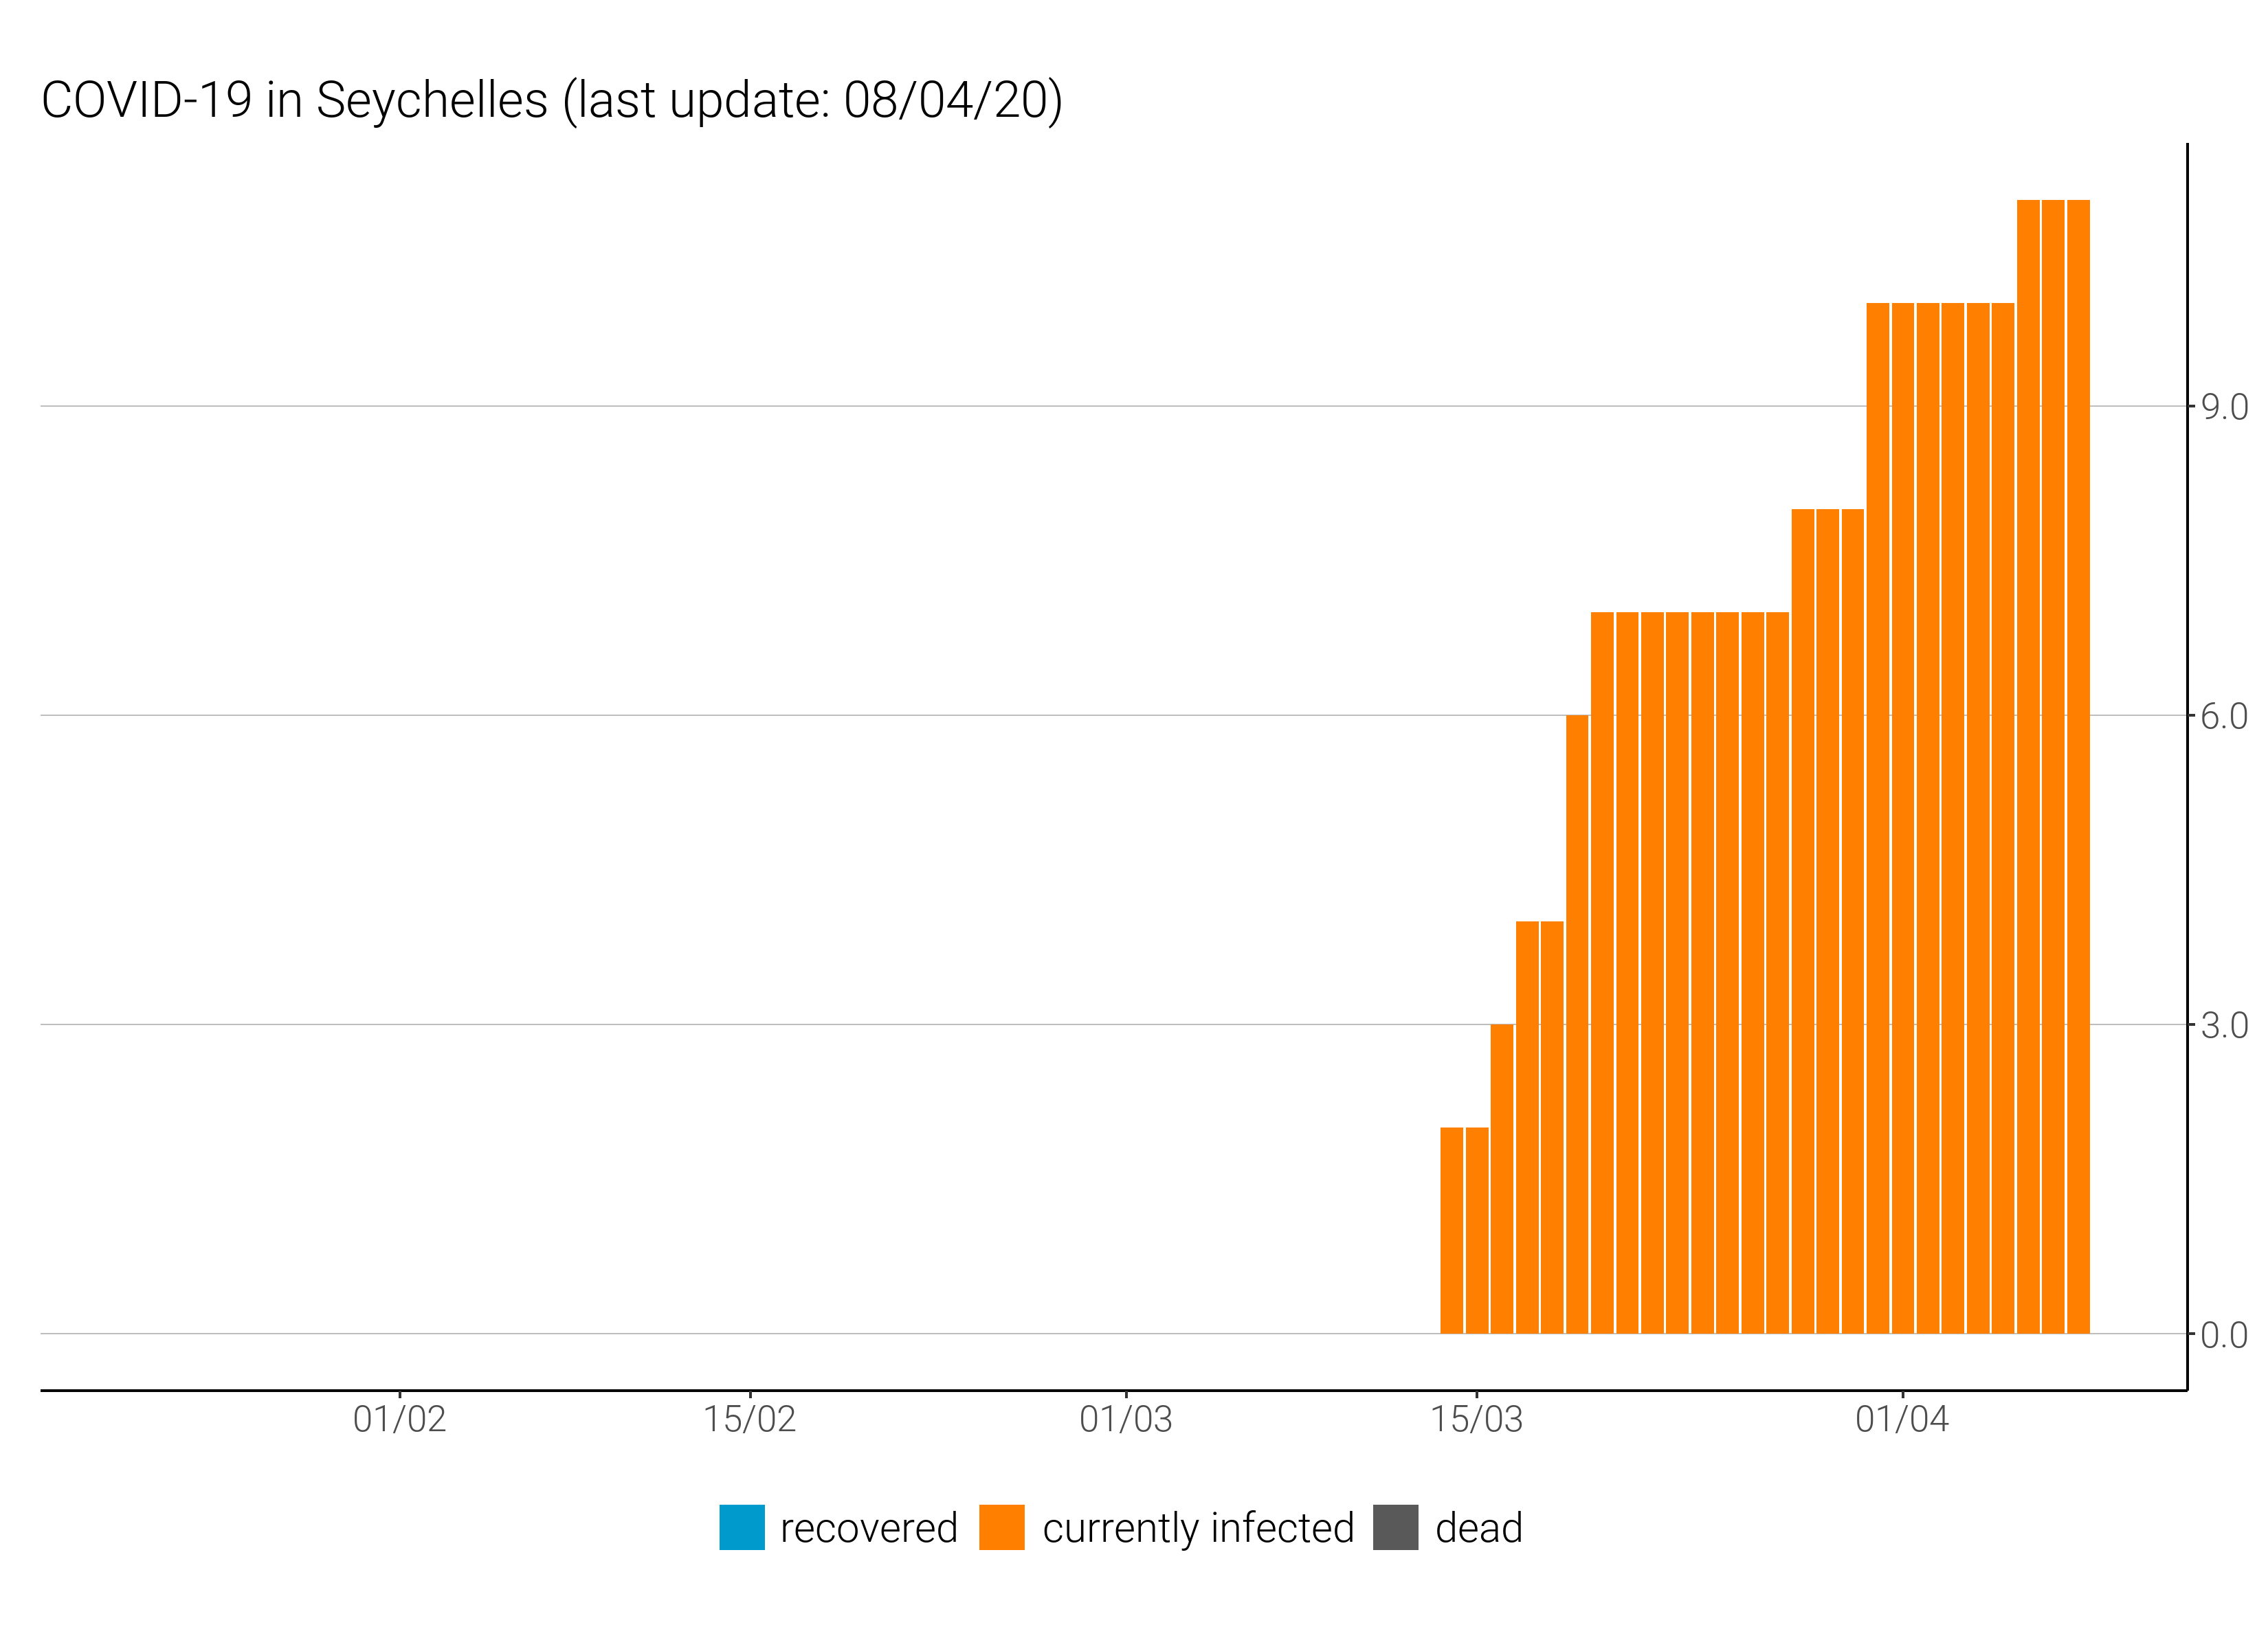 COVID-19 in Seychelles (last update: 08/04/20)
9.0
6.0
3.0
0.0
01/02 15/02 01/03 15/03 01/04
recovered currently infected dead